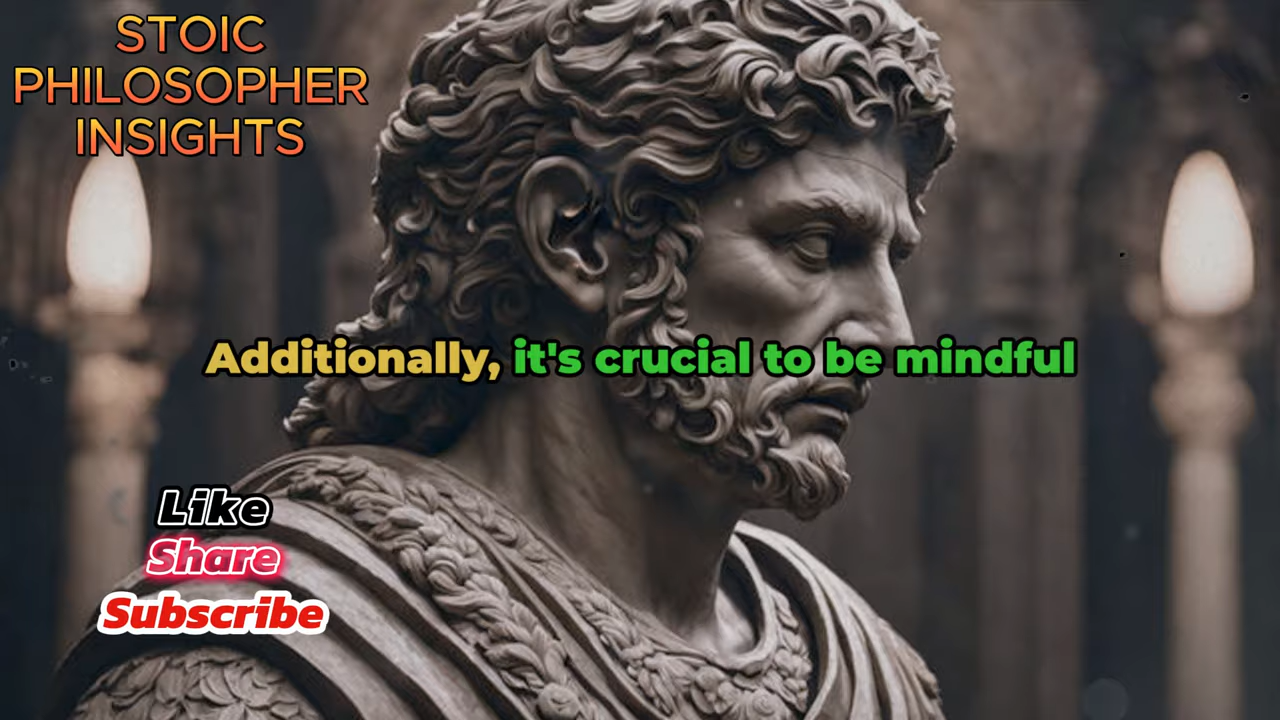 STOIC
PHILOSOPHER
INSIGHTS
Additionally, it's crucial to be mindful
Like
Share
Subscribe